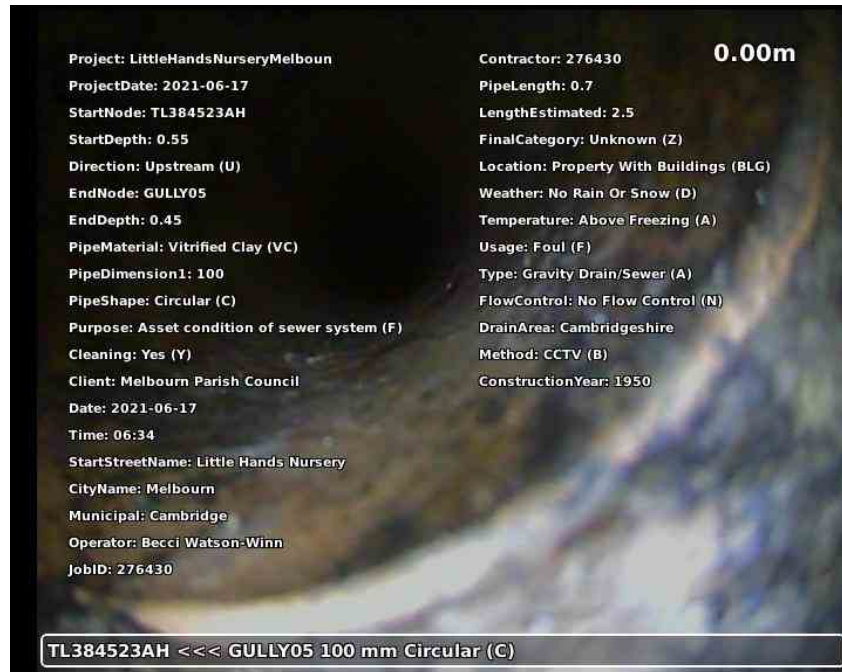 0.00m
Project: LittleHandsNurseryMelboun
ProjectDate: 2021-06-17
StartNode: TL384523AH
StartDepth: 0.55
Direction: Upstream (U)
EndNode: GULLY05
EndDepth: 0.45
PipeMaterial: Vitrified Clay (VC)
PipeDimension1: 100
PipeShape: Circular (C)
Purpose: Asset condition of sewer system (F)
Cleaning: Yes (Y)
Client: Melbourn Parish Council
Date: 2021-06-17
Time: 06:34
StartStreetName: Little Hands Nursery
CityName: Melbourn
Municipal: Cambridge
Operator: Becci Watson-Winn
JobID: 276430
Contractor: 276430
PipeLength: 0.7
LengthEstimated: 2.5
FinalCategory: Unknown (Z)
Location: Property With Buildings (BLG)
Weather: No Rain Or Snow (D)
Temperature: Above Freezing (A)
Usage: Foul (F)
Type: Gravity Drain/Sewer (A)
FlowControl: No Flow Control (N)
DrainArea: Cambridgeshire
Method: CCTV (B)
ConstructionYear: 1950
TL384523AH <<< GULLY05 100 mm Circular (C)